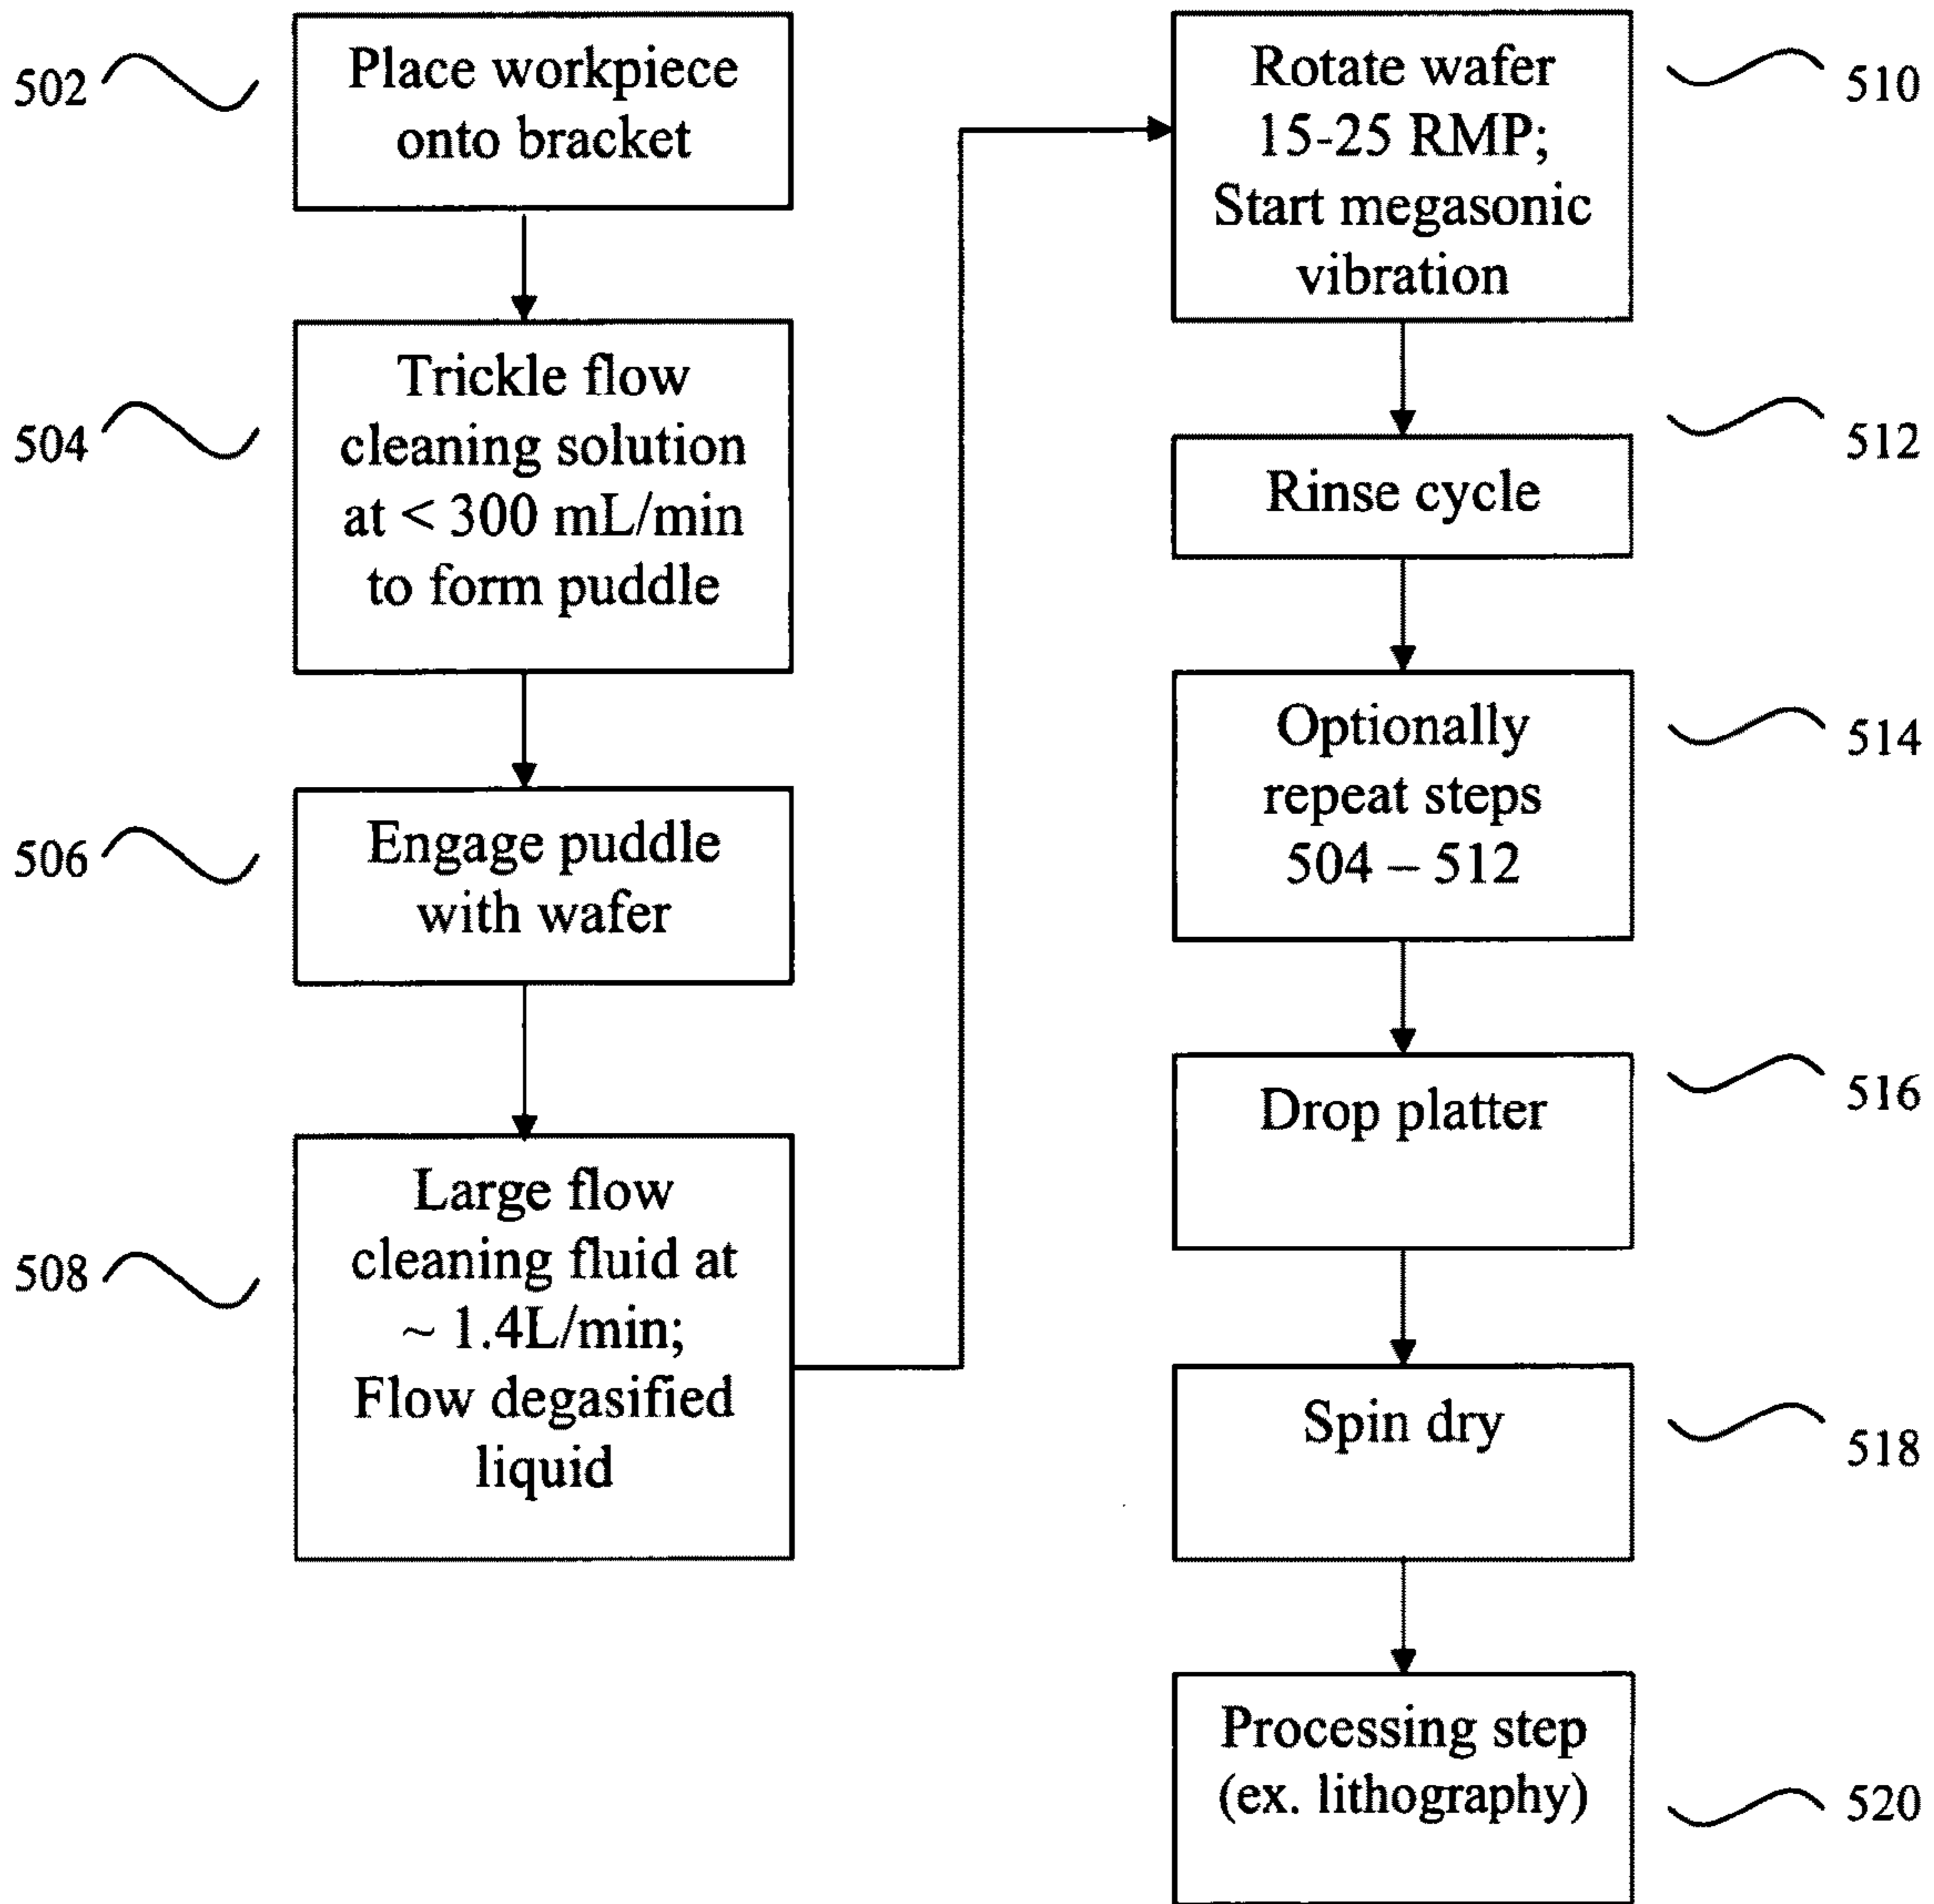 502
Place workpiece
onto bracket
504
Trickle flow
cleaning solution
at < 300 mL/min
to form puddle
506
Engage puddle
with wafer
508
Large flow
cleaning fluid at
~ 1.4L/min;
Flow degasified
liquid
Rotate wafer
15-25 RMP;
Start megasonic
vibration
510
Rinse cycle
512
Optionally
repeat steps
504 – 512
514
Drop platter
516
Spin dry
518
Processing step
(ex. lithography)
520